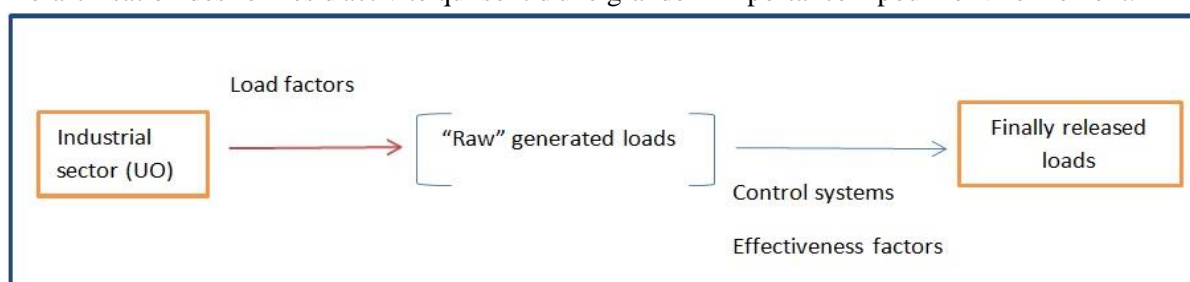 Load factors
Industrial
sector (UO)
“Raw” generated loads
Finally released
loads
Control systems
Effectiveness factors